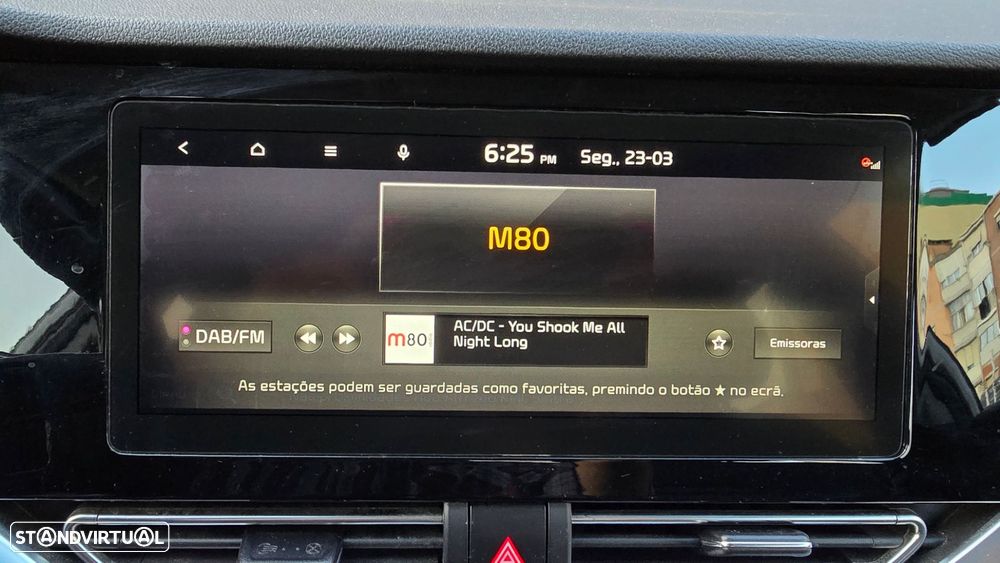 6:25 PM Seg., 23-03
M80
DAB/FM
m80
AC/DC - You Shook Me All
Night Long
Emissoras
As estações podem ser guardadas como favoritas, premindo o botão ★ no ecrã.
STANDVIRTUAL